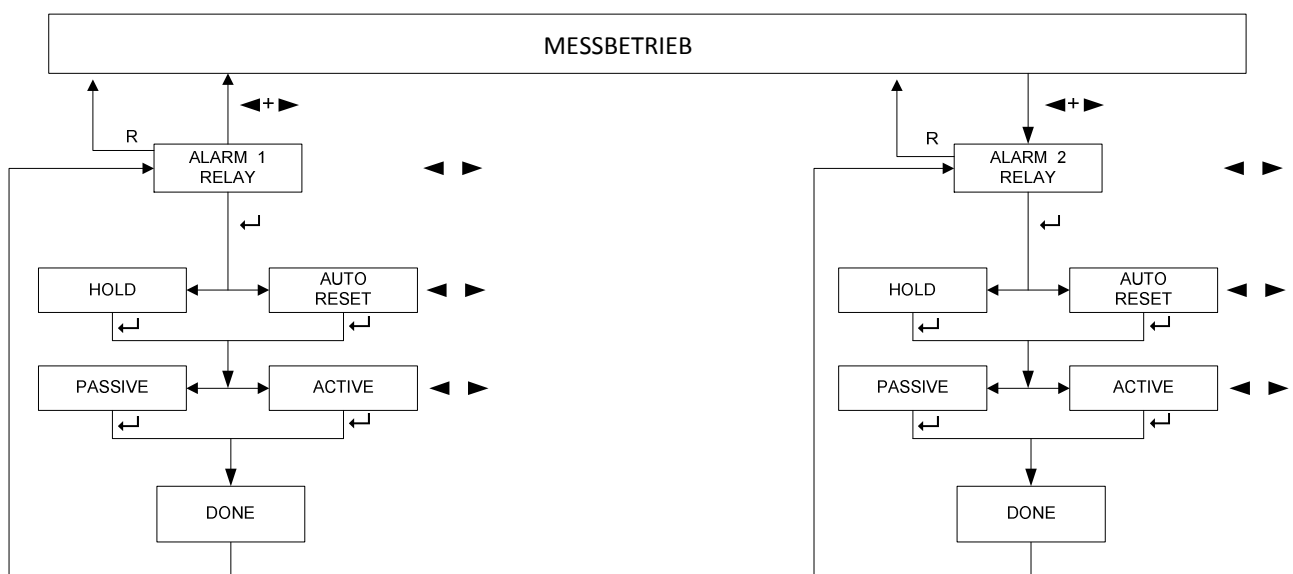 MESSBETRIEB
◄+►
◄+►
R
R
ALARM 1
RELAY
◄ ►
ALARM 2
RELAY
◄ ►
↵
↵
HOLD
AUTO
RESET
◄ ►
HOLD
AUTO
RESET
◄ ►
↵
↵
↵
↵
PASSIVE
ACTIVE
◄ ►
PASSIVE
ACTIVE
◄ ►
↵
↵
↵
↵
DONE
DONE